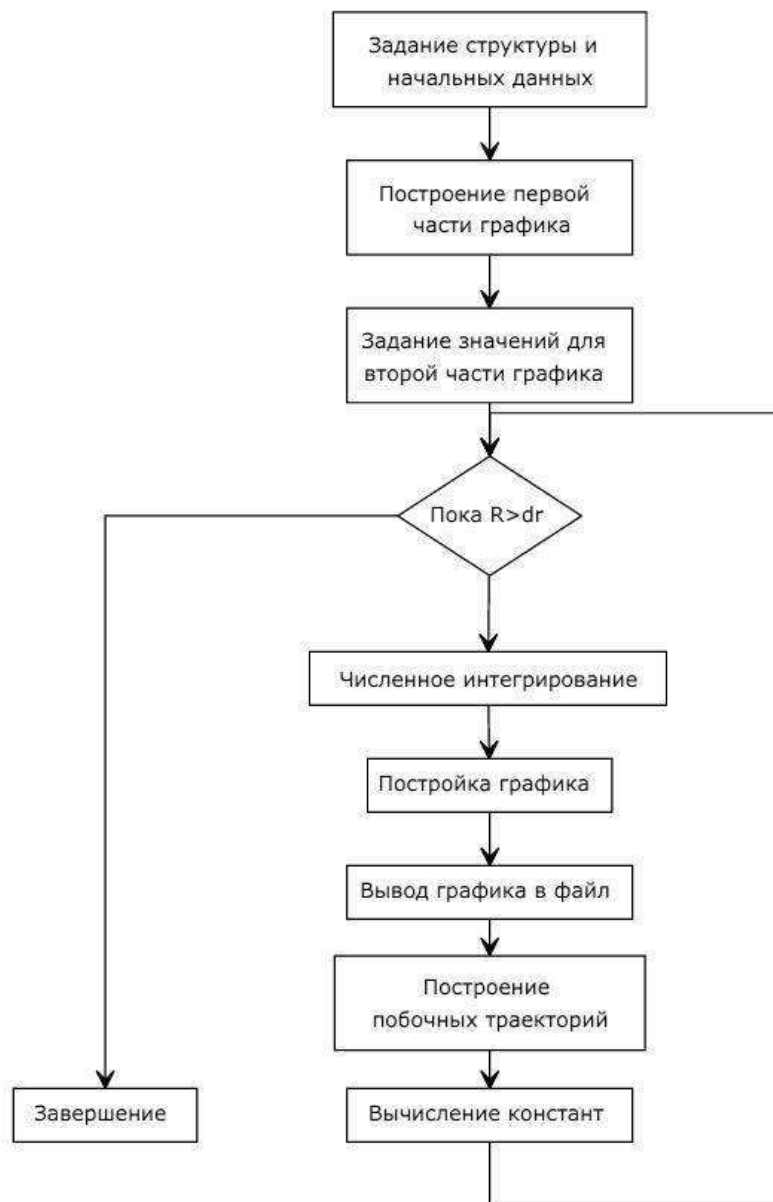 Задание структуры и
начальных данных
Построение первой
части графика
Задание значений для
второй части графика
Пока R>dr
Численное интегрирование
Постройка графика
Вывод графика в файл
Построение
побочных траекторий
Завершение
Вычисление констант